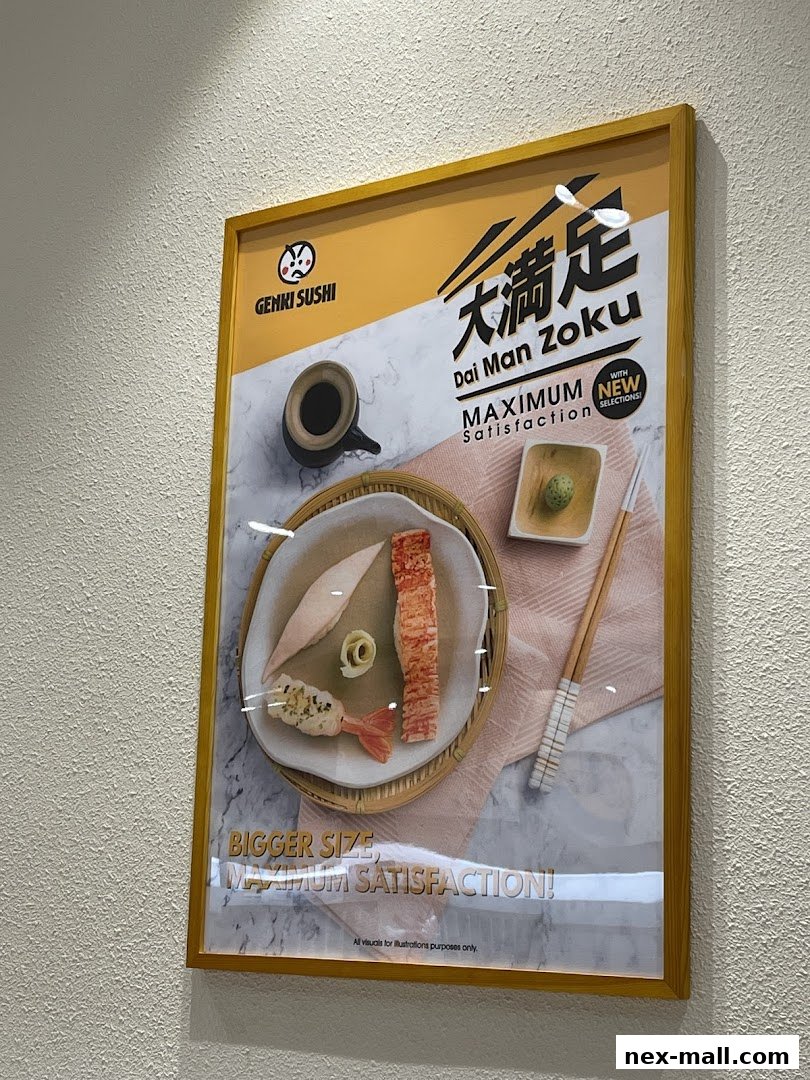 GENKI SUSHI
大満足
Dai Man Zoku
MAXIMUM
Satisfaction
WITH
NEW
SELECTIONS!
BIGGER SIZE,
MAXIMUM SATISFACTION!
All visuals for illustrations purposes only.
nex-mall.com